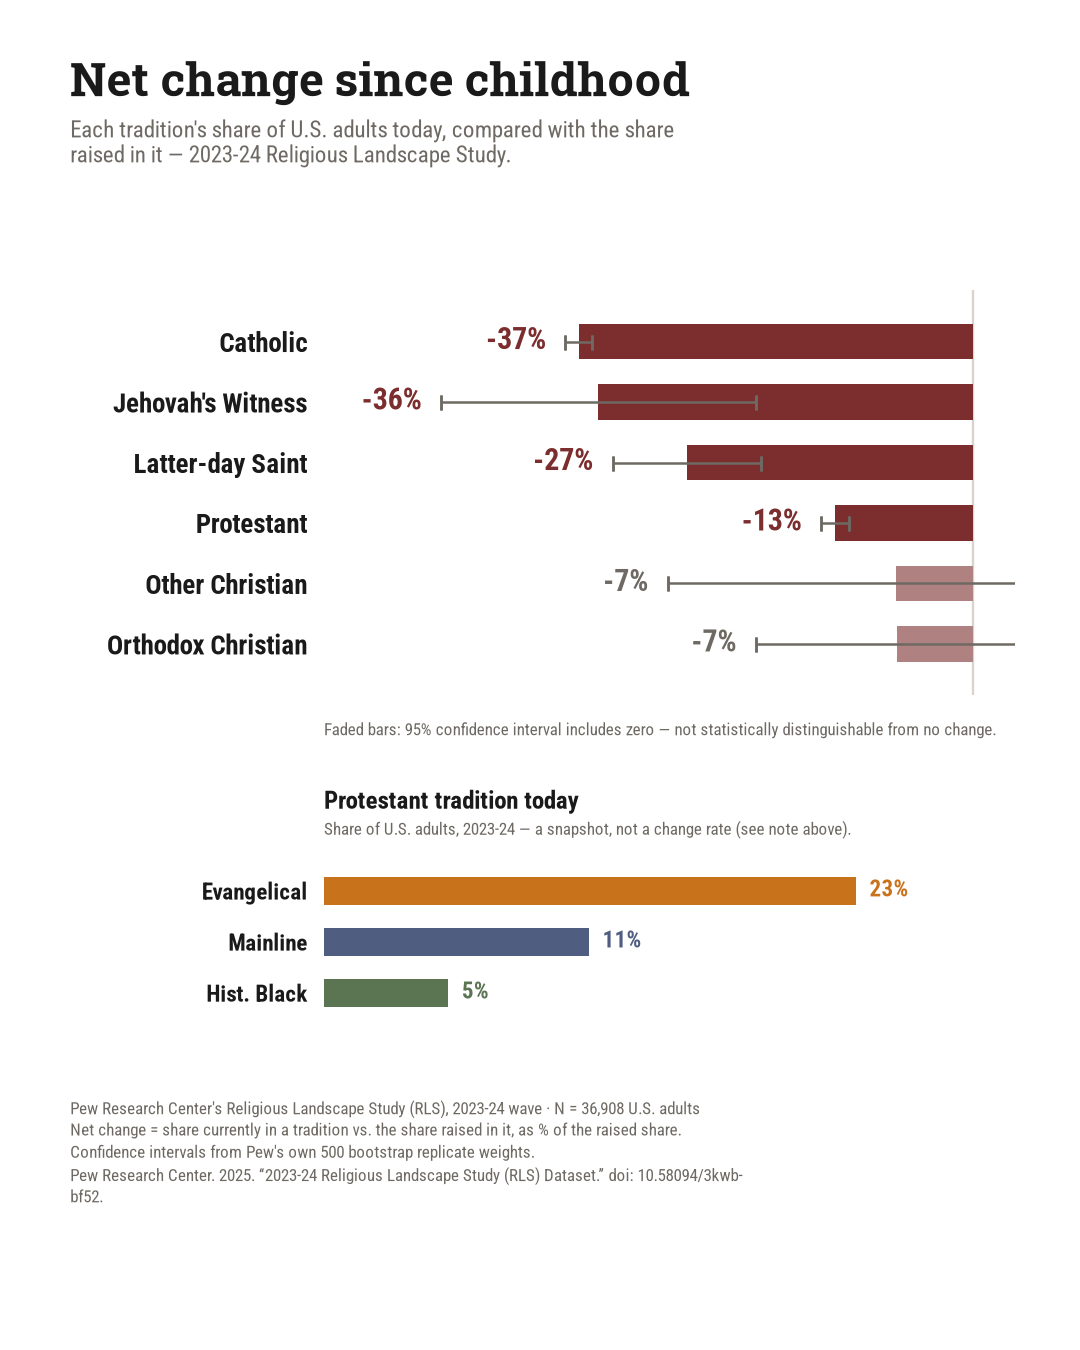 Net change since childhood
Each tradition's share of U.S. adults today, compared with the share
raised in it — 2023-24 Religious Landscape Study.
Catholic -37%
Jehovah's Witness -36%
Latter-day Saint -27%
Protestant -13%
Other Christian -7%
Orthodox Christian -7%
Faded bars: 95% confidence interval includes zero — not statistically distinguishable from no change.
Protestant tradition today
Share of U.S. adults, 2023-24 — a snapshot, not a change rate (see note above).
Evangelical 23%
Mainline 11%
Hist. Black 5%
Pew Research Center's Religious Landscape Study (RLS), 2023-24 wave · N = 36,908 U.S. adults
Net change = share currently in a tradition vs. the share raised in it, as % of the raised share.
Confidence intervals from Pew's own 500 bootstrap replicate weights.
Pew Research Center. 2025. “2023-24 Religious Landscape Study (RLS) Dataset.” doi: 10.58094/3kwb-
bf52.